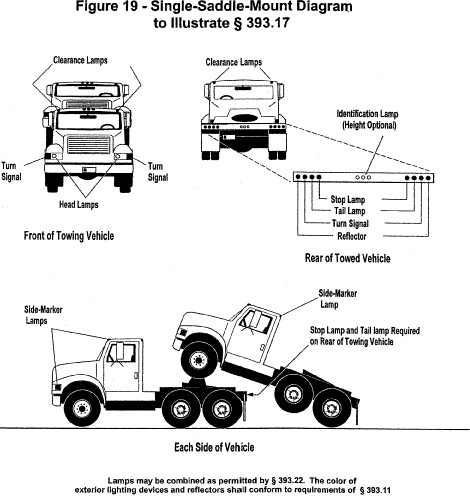 Figure 19 - Single-Saddle-Mount Diagram
to Illustrate § 393.17
Clearance Lamps
Clearance Lamps
Identification Lamp
(Height Optional)
Turn
Signal
Turn
Signal
Head Lamps
Stop Lamp
Tail Lamp
Turn Signal
Reflector
Front of Towing Vehicle
Rear of Towed Vehicle
Side-Marker
Lamps
Side-Marker
Lamp
Stop Lamp and Tail lamp Required
on Rear of Towing Vehicle
Each Side of Vehicle
Lamps may be combined as permitted by § 393.22. The color of
exterior lighting devices and reflectors shall conform to requirements of § 393.11